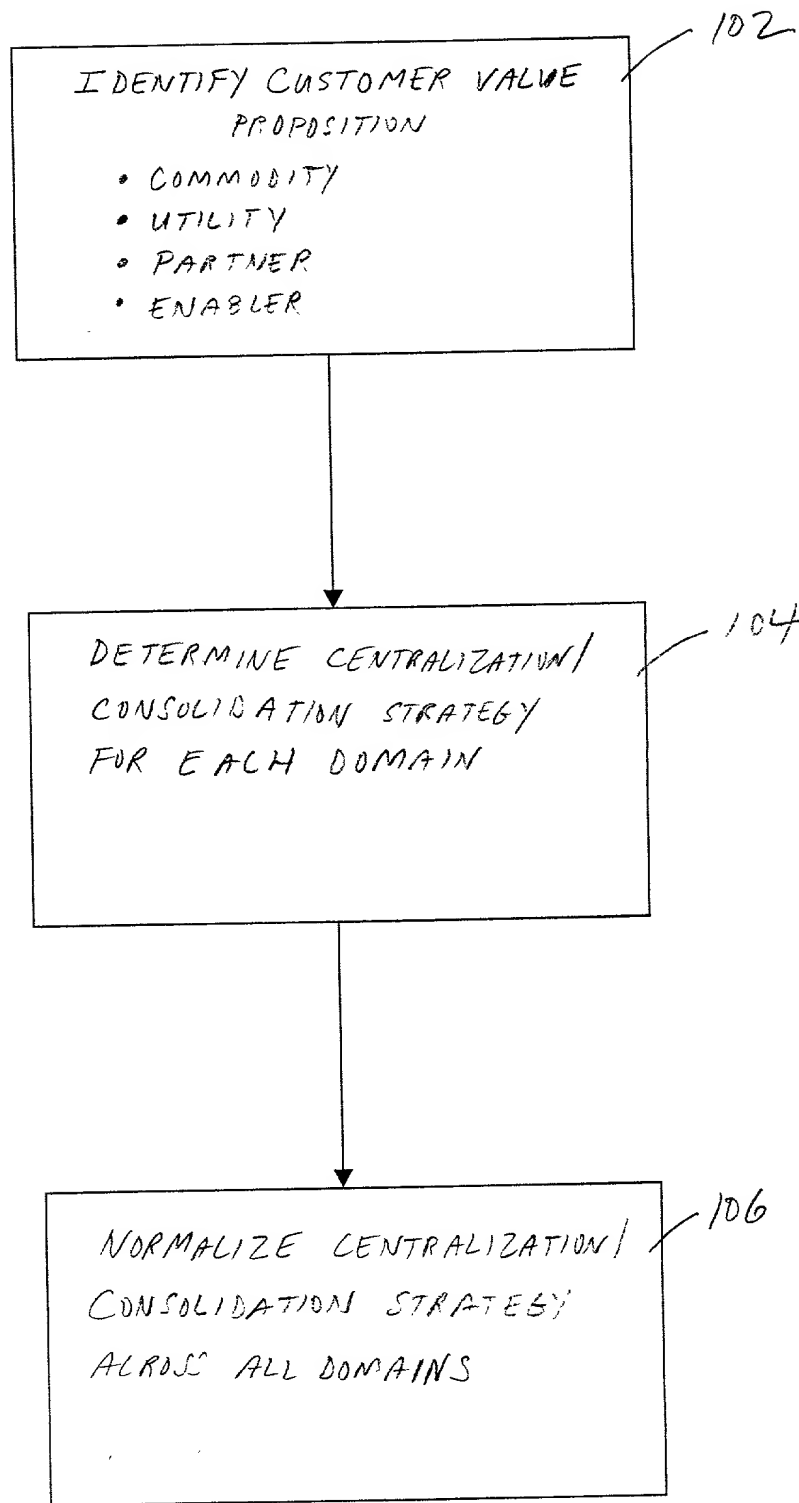 102
IDENTIFY CUSTOMER VALUE
PROPOSITION
• COMMODITY
• UTILITY
• PARTNER
• ENABLER
104
DETERMINE CENTRALIZATION/
CONSOLIDATION STRATEGY
FOR EACH DOMAIN
106
NORMALIZE CENTRALIZATION/
CONSOLIDATION STRATEGY
ACROSS ALL DOMAINS